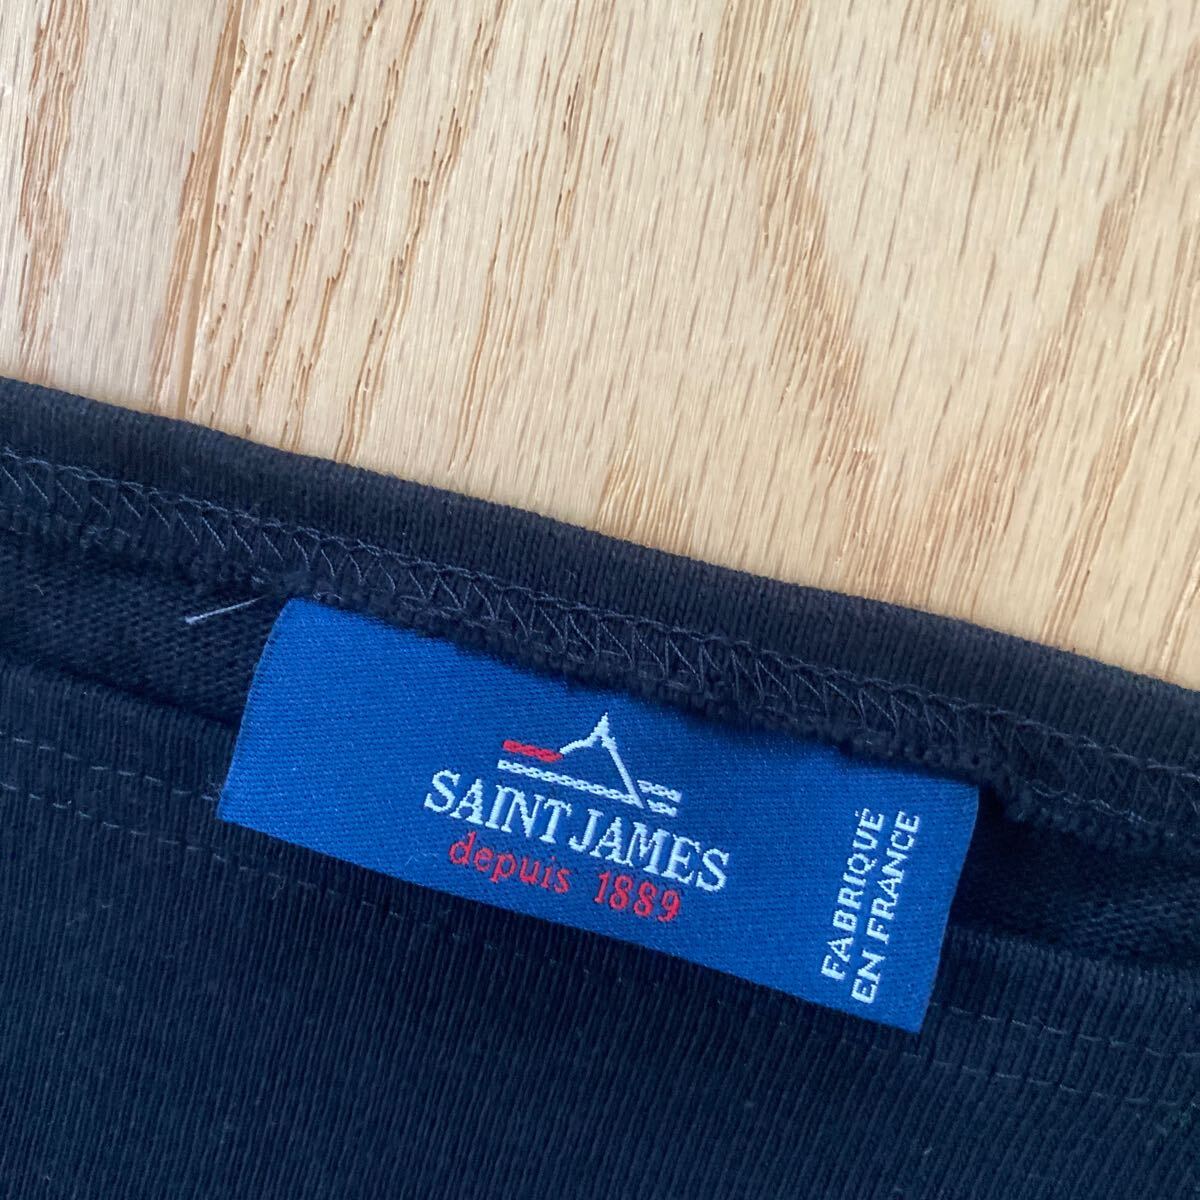 SAINT JAMES
depuis 1889
FABRIQUÉ
EN FRANCE